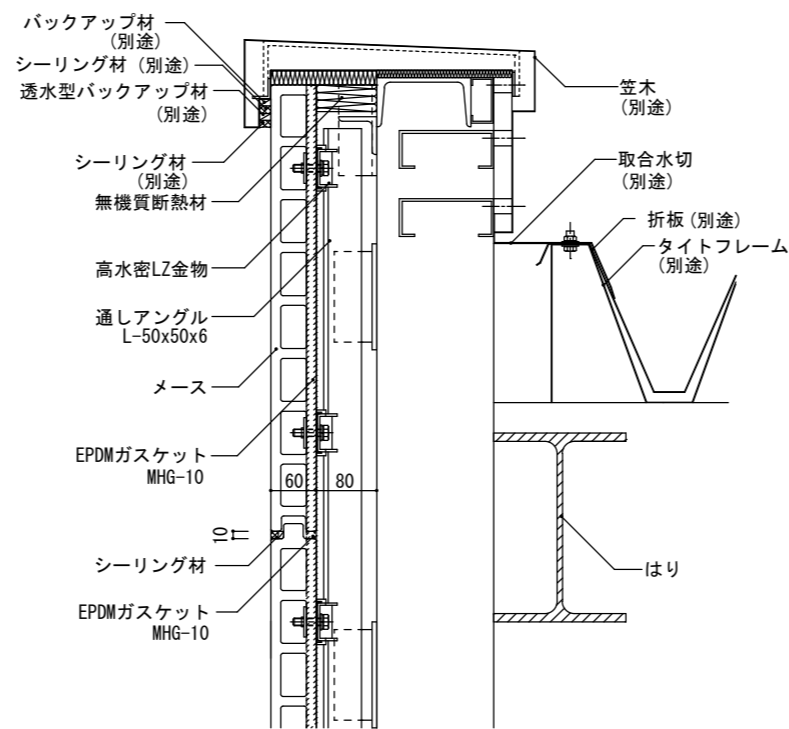 バックアップ材
(別途)
シーリング材 (別途)
透水型バックアップ材
(別途)
シーリング材
(別途)
無機質断熱材
高水密LZ金物
通しアングル
L-50x50x6
メース
EPDMガスケット
MHG-10
60
80
10
シーリング材
EPDMガスケット
MHG-10
笠木
(別途)
取合水切
(別途)
折板 (別途)
タイトフレーム
(別途)
はり